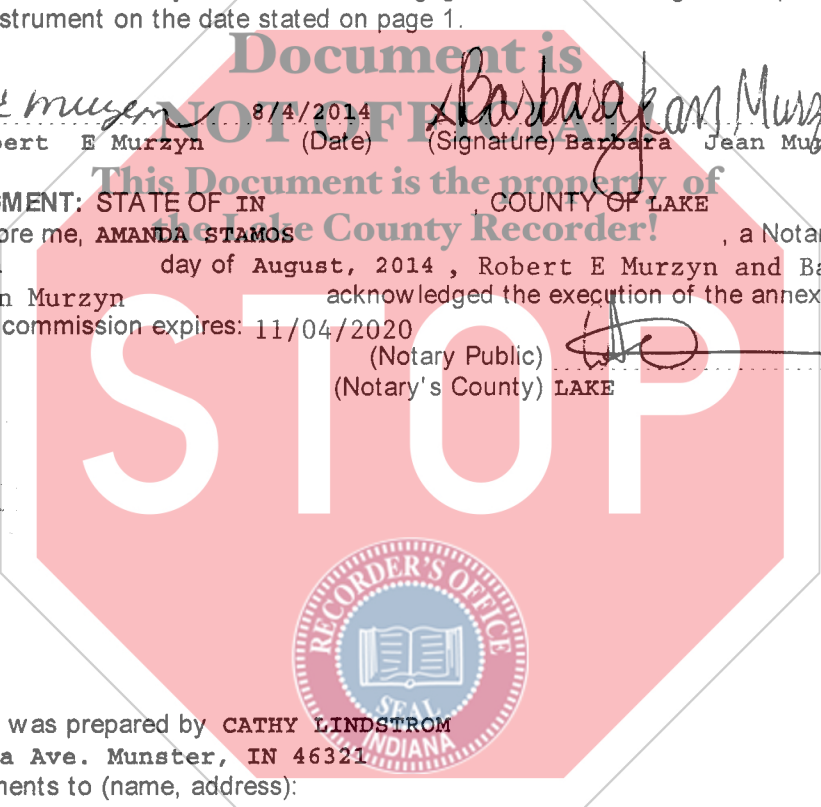 strument on the date stated on page 1.
Document is
NOT OFFICIAL!
8/4/2014
bert E Murzyn (Date) (Signature) Barbara Jean Mur
This Document is the property of
the Lake County Recorder!
MENT: STATE OF IN , COUNTY OF LAKE
ore me, AMANDA STAMOS , a Notar
day of August, 2014 , Robert E Murzyn and Ba
n Murzyn acknowledged the execution of the annex
commission expires: 11/04/2020
(Notary Public)
(Notary's County) LAKE
STOP
RECORDER'S OFFICE
SEAL
INDIANA
was prepared by CATHY LINDSTROM
a Ave. Munster, IN 46321
nents to (name, address):
Barbara Jean Murz
Murzyn